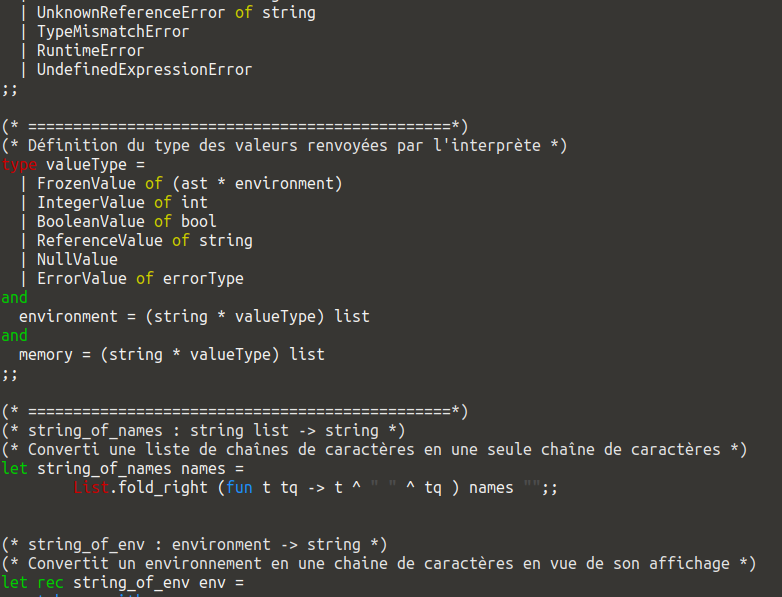 | UnknownReferenceError of string
| TypeMismatchError
| RuntimeError
| UndefinedExpressionError
;;
(* ===============================================*)
(* Définition du type des valeurs renvoyées par l'interprète *)
type valueType =
| FrozenValue of (ast * environment)
| IntegerValue of int
| BooleanValue of bool
| ReferenceValue of string
| NullValue
| ErrorValue of errorType
and
environment = (string * valueType) list
and
memory = (string * valueType) list
;;
(* ===============================================*)
(* string_of_names : string list -> string *)
(* Converti une liste de chaînes de caractères en une seule chaîne de caractères *)
let string_of_names names =
List.fold_right (fun t tq -> t ^ " " ^ tq ) names "";;
(* string_of_env : environment -> string *)
(* Convertit un environnement en une chaine de caractères en vue de son affichage *)
let rec string_of_env env =